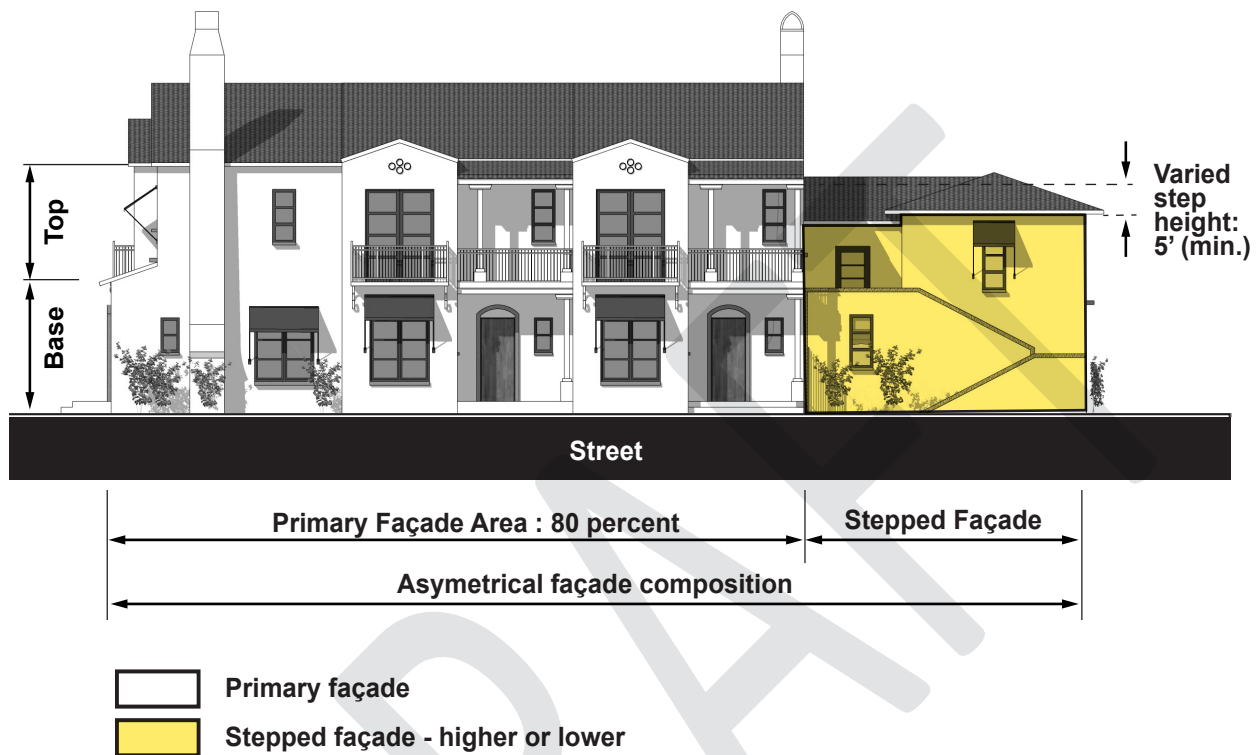 Top
Base
Varied
step
height:
5' (min.)
Street
Primary Façade Area : 80 percent
Stepped Façade
Asymetrical façade composition
Primary façade
Stepped façade - higher or lower
DRAFT